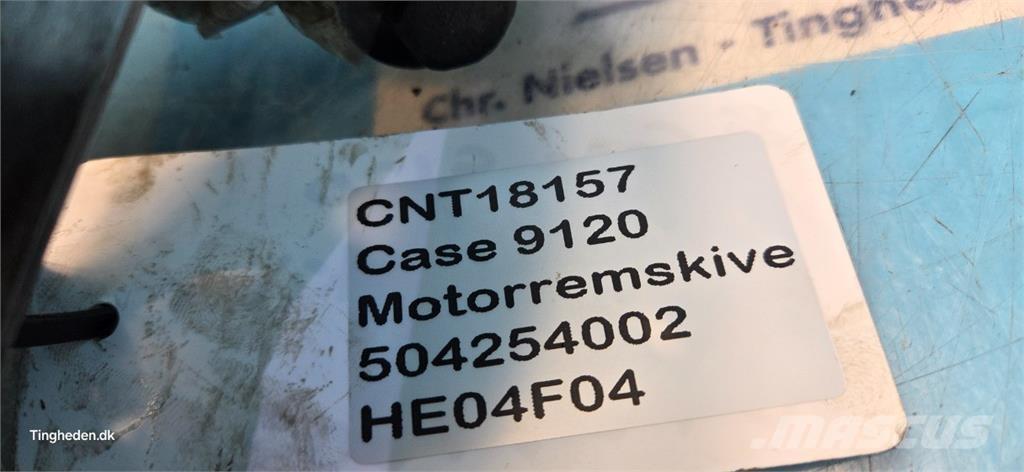 Chr. Nielsen - Tinghede
CNT18157
Case 9120
Motorremskive
504254002
HE04F04
Tingheden.dk
MASCUS